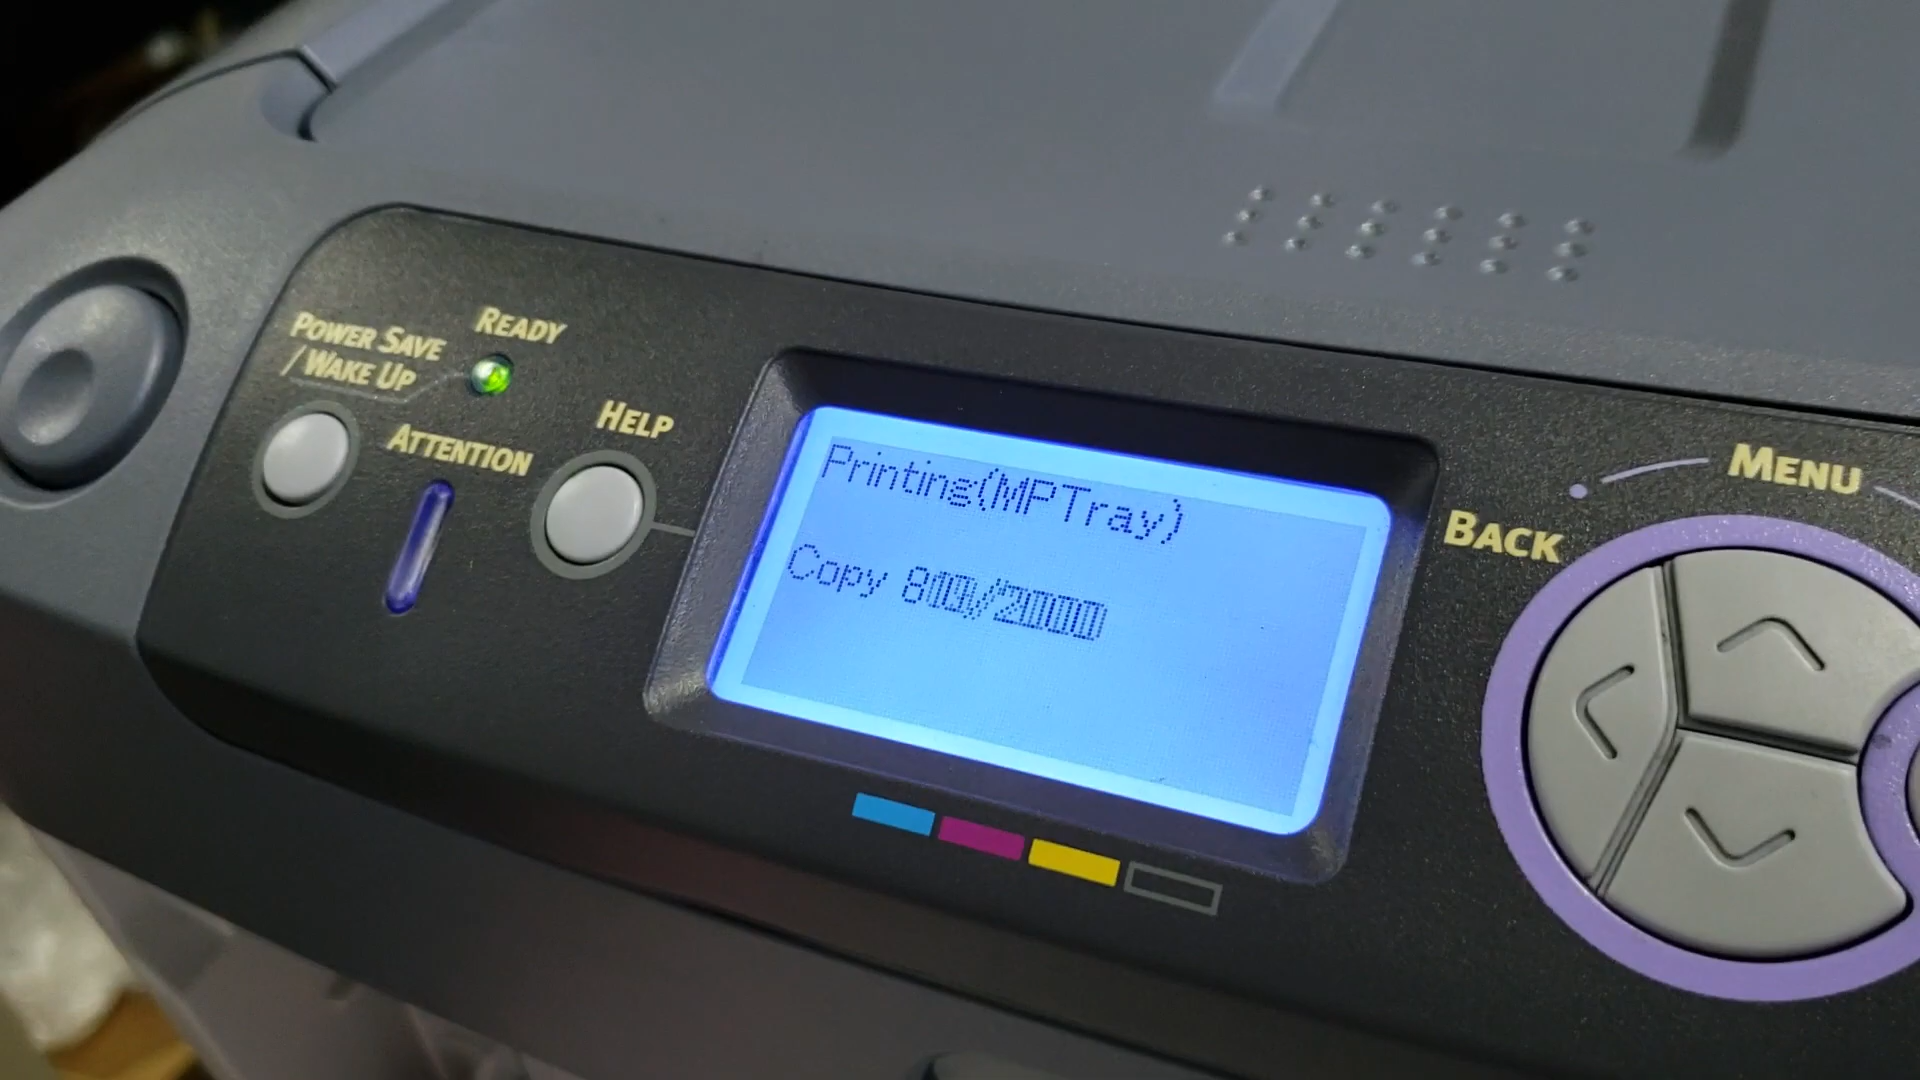 POWER SAVE
/ WAKE UP
READY
ATTENTION
HELP
Printing(MPTray)
Copy
BACK
MENU